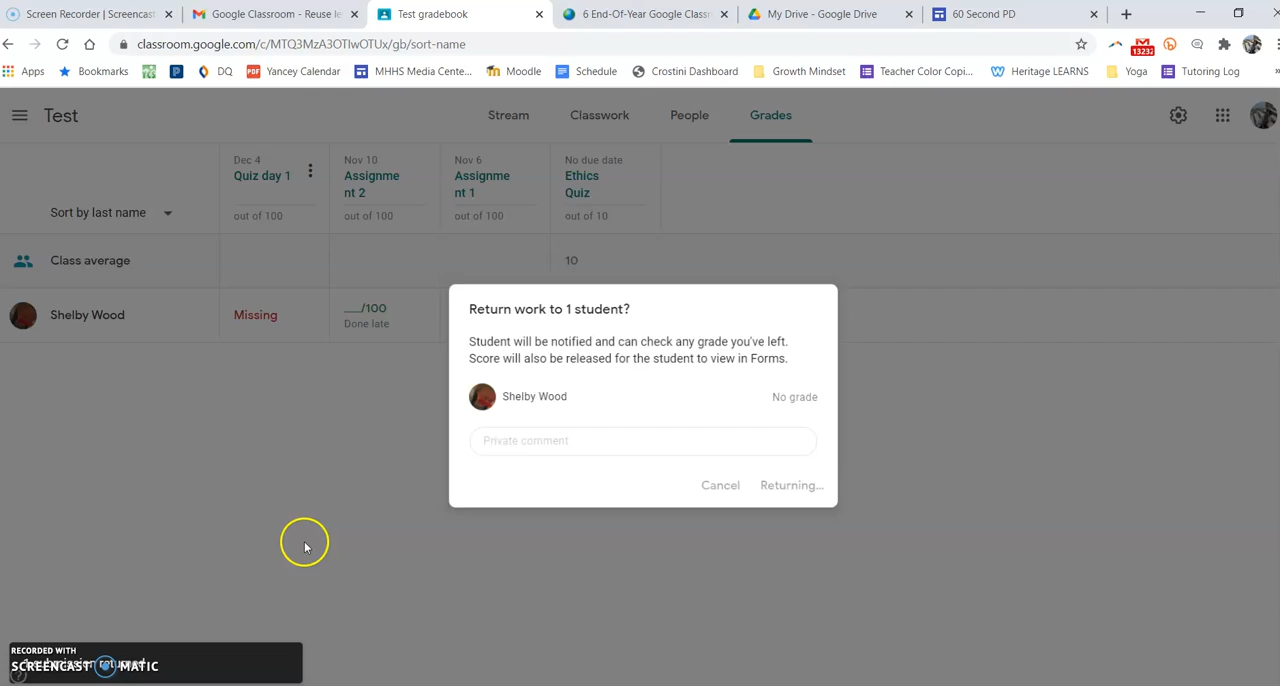 Screen Recorder | Screencast
Google Classroom - Reuse le
Test gradebook
6 End-Of-Year Google Classr
My Drive - Google Drive
60 Second PD
classroom.google.com/c/MTQ3MzA3OTIwOTUx/gb/sort-name
13232
Apps
Bookmarks
DQ
PDF
Yancey Calendar
MHHS Media Cente...
Moodle
Schedule
Crostini Dashboard
Growth Mindset
Teacher Color Copi...
Heritage LEARNS
Yoga
Tutoring Log
»
Test
Stream
Classwork
People
Grades
Sort by last name
Dec 4
Quiz day 1
out of 100
Nov 10
Assignme
nt 2
out of 100
Nov 6
Assignme
nt 1
out of 100
No due date
Ethics
Quiz
out of 10
Class average
10
Shelby Wood
Missing
___/100
Done late
Return work to 1 student?
Student will be notified and can check any grade you've left.
Score will also be released for the student to view in Forms.
Shelby Wood
No grade
Private comment
Cancel
Returning...
RECORDED WITH
SCREENCAST MATIC